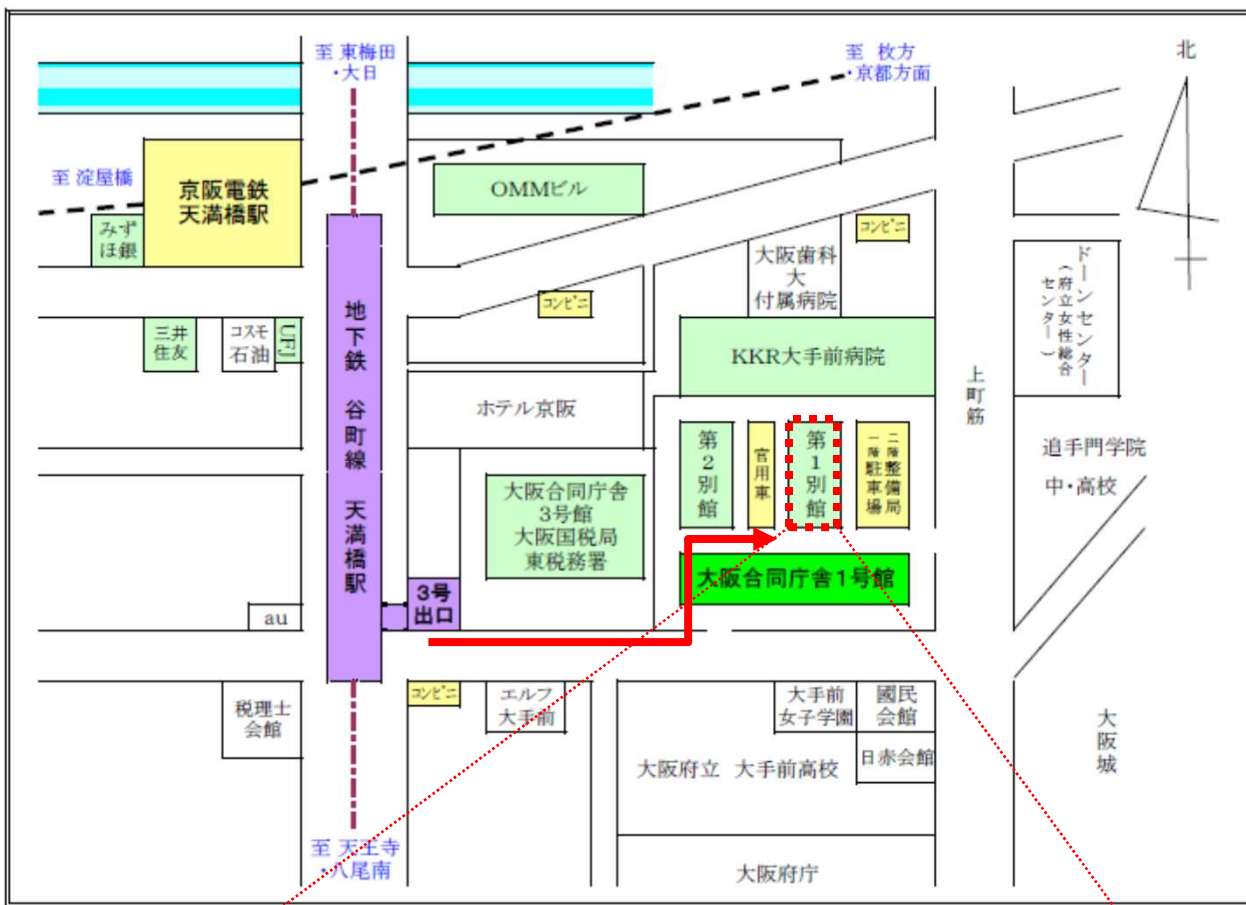 至 東梅田
・大日
至 枚方
・京都方面
北
至 淀屋橋
京阪電鉄
天満橋駅
OMMビル
みず
ほ銀
コンビニ
大阪歯科
大
付属病院
ドーンセンター
(府立女性総合
センター)
コンビニ
三井
住友
コスモ
石油
UFJ
地下鉄 谷町線 天満橋駅
KKR大手前病院
ホテル京阪
上町筋
追手門学院
中・高校
第2別館
官用車
第1別館
二階整備局
一階駐車場
大阪合同庁舎
3号館
大阪国税局
東税務署
大阪合同庁舎1号館
3号
出口
au
コンビニ
エルフ
大手前
税理士
会館
大手前
女子学園
國民
会館
日赤会館
大阪府立 大手前高校
大阪城
至 天王寺
・八尾南
大阪府庁